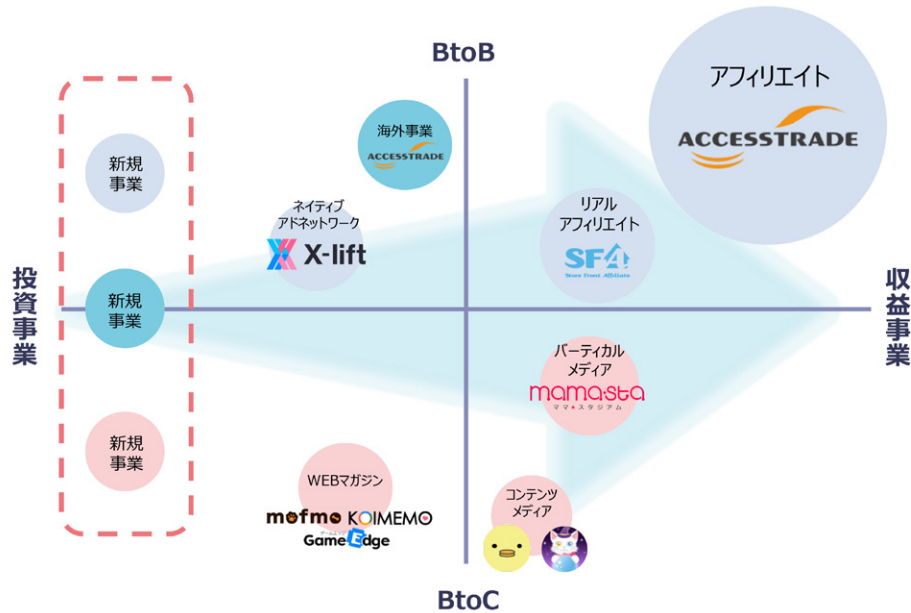 BtoB
アフィリエイト
ACCESSTRADE
海外事業
ACCESSTRADE
新規
事業
ネイティブ
アドネットワーク
X-lift
リアル
アフィリエイト
SFA
Store Front Affiliate
投資事業
新規
事業
収益事業
バーティカル
メディア
mamasta
ママ★スタジアム
新規
事業
WEBマガジン
mofmo
KOIMEMO
GameEdge
コンテンツ
メディア
BtoC